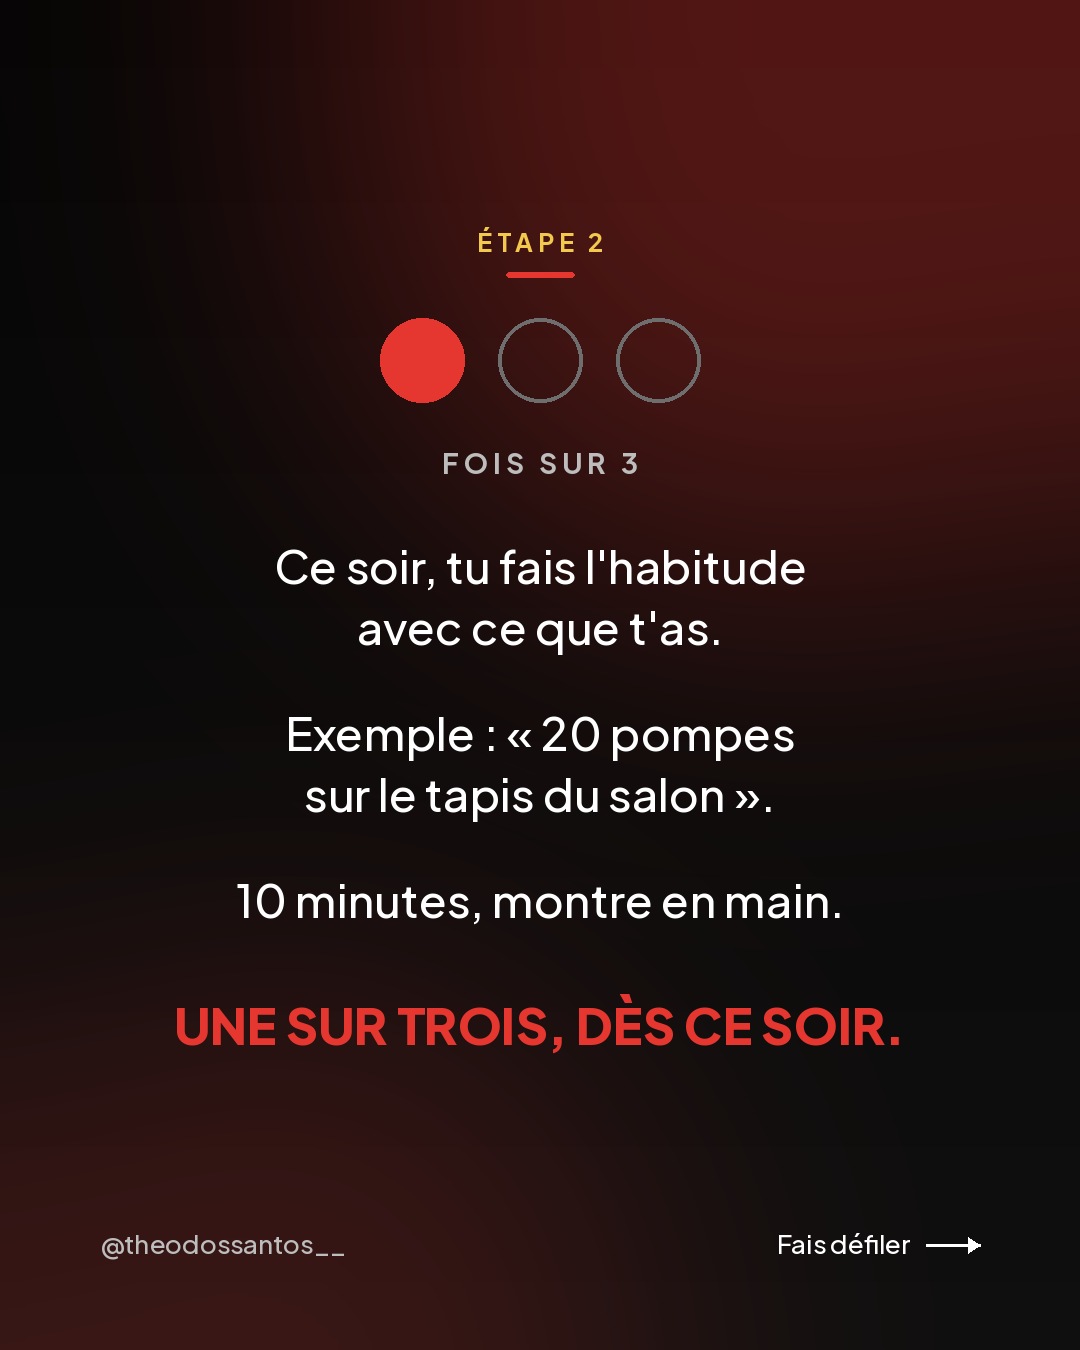 ÉTAPE 2
FOIS SUR 3
Ce soir, tu fais l'habitude
avec ce que t'as.
Exemple : « 20 pompes
sur le tapis du salon ».
10 minutes, montre en main.
UNE SUR TROIS, DÈS CE SOIR.
@theodossantos__
Fais défiler